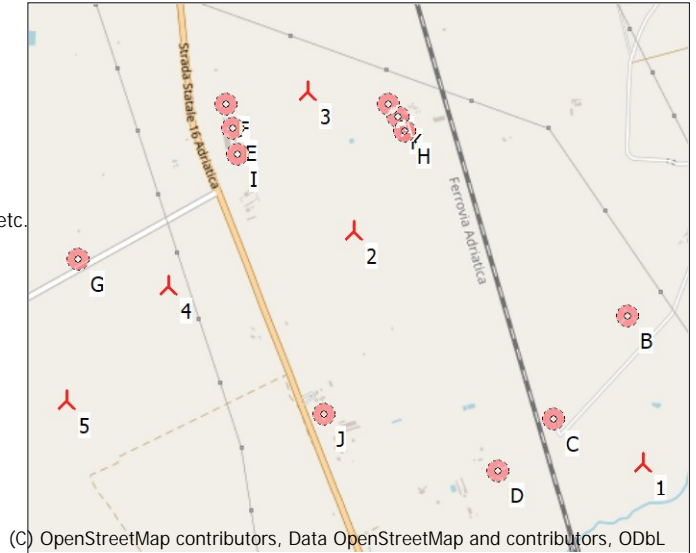 Strada Statale 16 Adriatica
3
E
I
H
etc.
Ferrovia Adriatica
2
G
4
B
5
J
C
D
1
(C) OpenStreetMap contributors, Data OpenStreetMap and contributors, ODbL